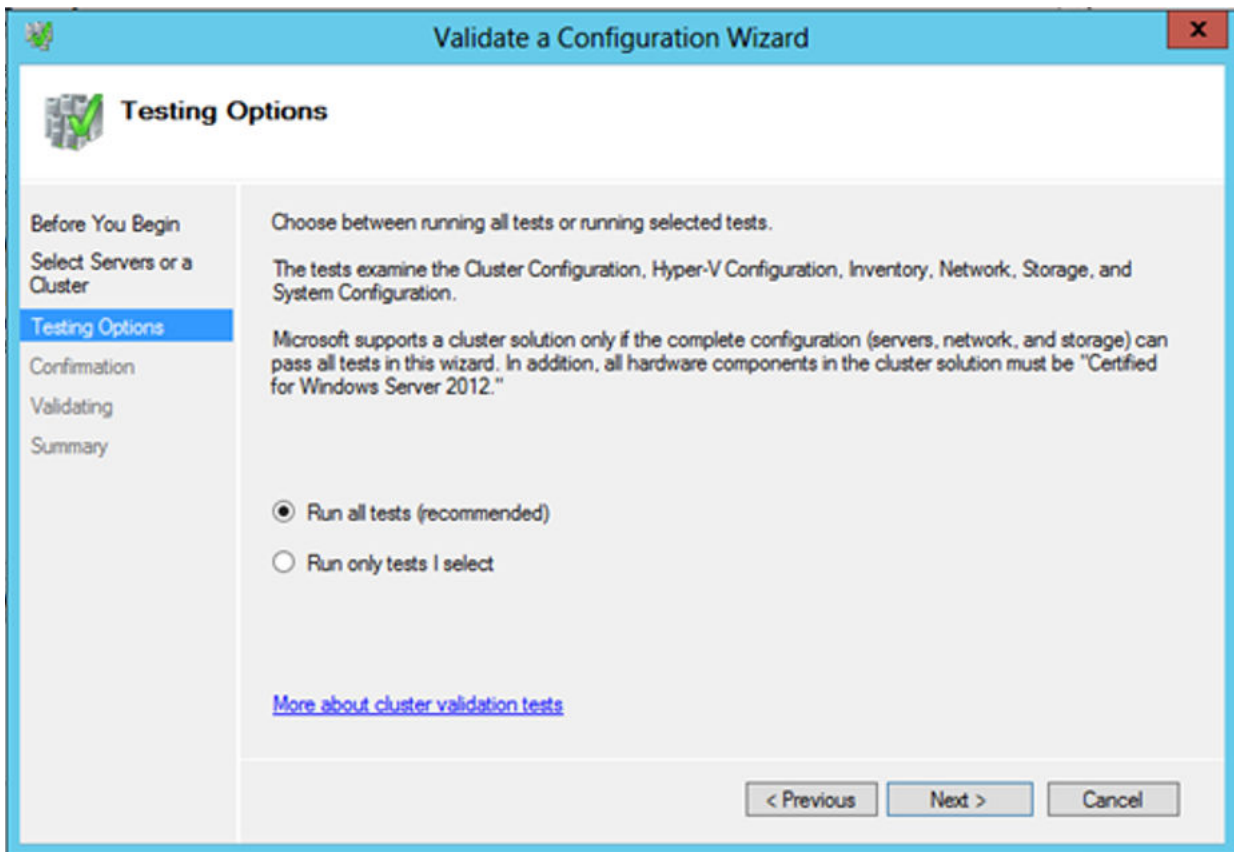 Validate a Configuration Wizard
x
Testing Options
Before You Begin
Select Servers or a
Cluster
Testing Options
Confirmation
Validating
Summary
Choose between running all tests or running selected tests.
The tests examine the Cluster Configuration, Hyper-V Configuration, Inventory, Network, Storage, and
System Configuration.
Microsoft supports a cluster solution only if the complete configuration (servers, network, and storage) can
pass all tests in this wizard. In addition, all hardware components in the cluster solution must be "Certified
for Windows Server 2012."
Run all tests (recommended)
Run only tests I select
More about cluster validation tests
< Previous
Next >
Cancel